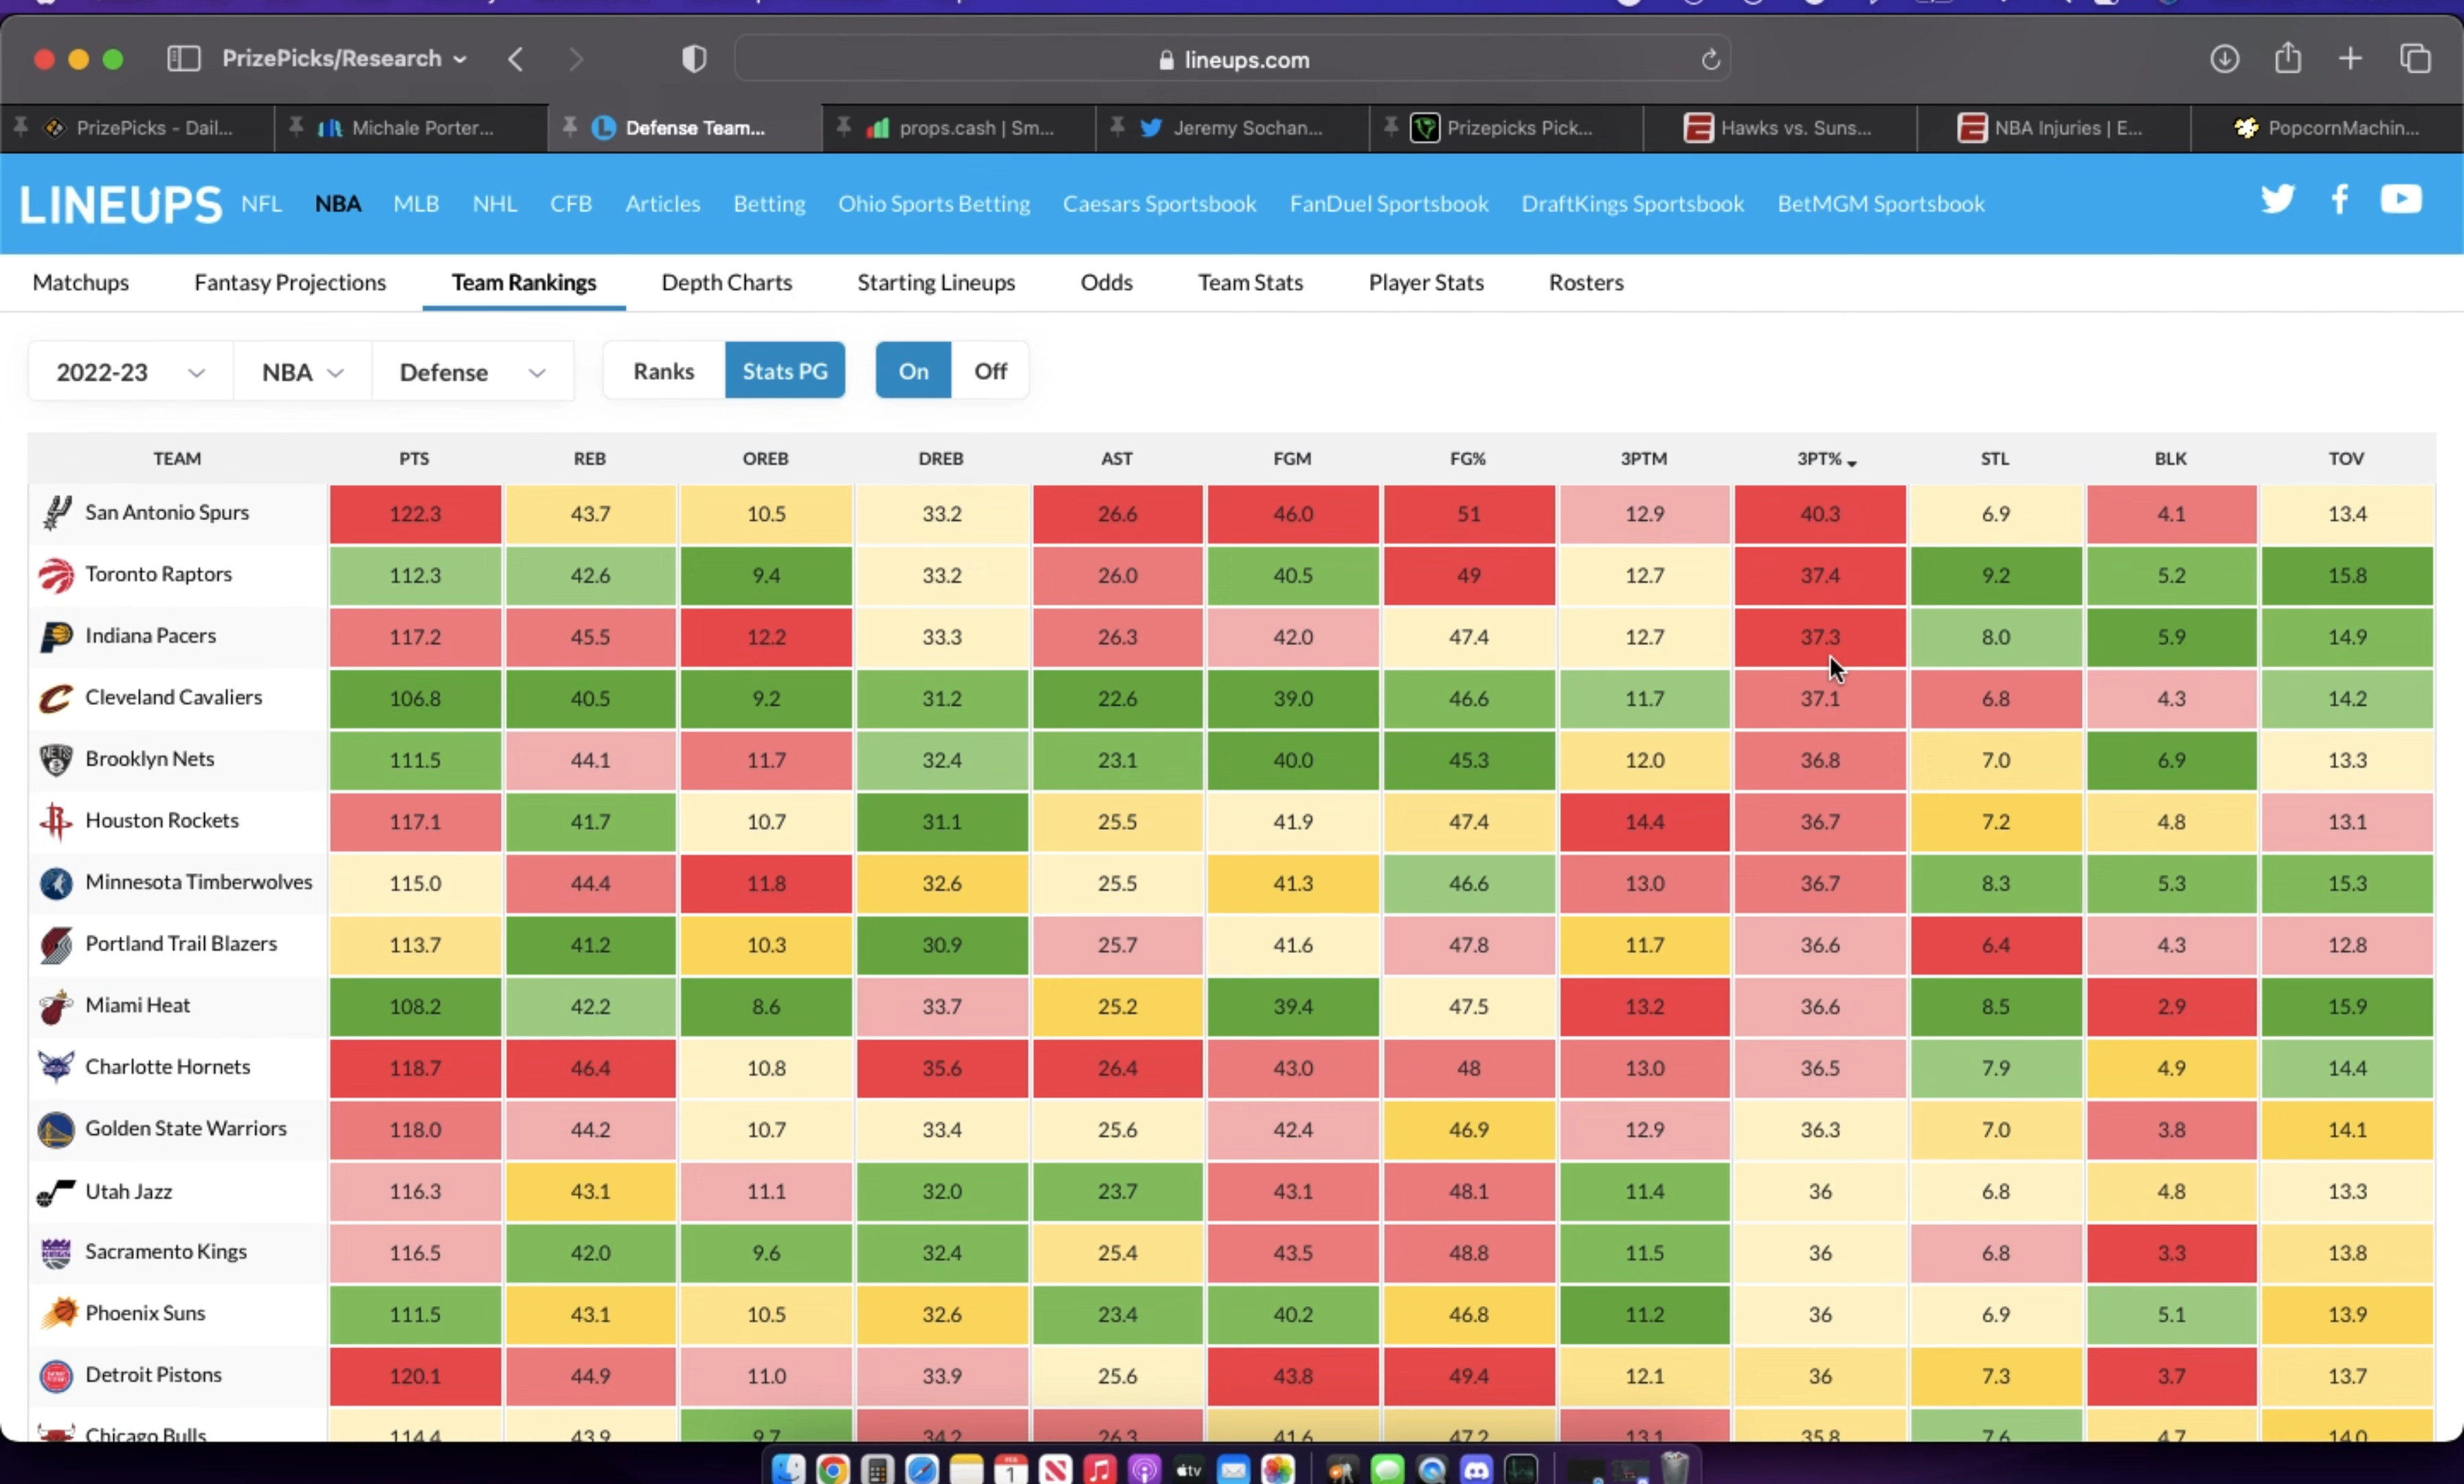 PrizePicks/Research
lineups.com
PrizePicks - Dail...
Michale Porter...
Defense Team...
props.cash | Sm...
Jeremy Sochan...
Prizepicks Pick...
Hawks vs. Suns...
NBA Injuries | E...
PopcornMachin...
LINEUPS NFL NBA MLB NHL CFB Articles Betting Ohio Sports Betting Caesars Sportsbook FanDuel Sportsbook DraftKings Sportsbook BetMGM Sportsbook
Matchups Fantasy Projections Team Rankings Depth Charts Starting Lineups Odds Team Stats Player Stats Rosters
2022-23 NBA Defense Ranks Stats PG On Off
TEAM PTS REB OREB DREB AST FGM FG% 3PTM 3PT% STL BLK TOV
San Antonio Spurs 122.3 43.7 10.5 33.2 26.6 46.0 51 12.9 40.3 6.9 4.1 13.4
Toronto Raptors 112.3 42.6 9.4 33.2 26.0 40.5 49 12.7 37.4 9.2 5.2 15.8
Indiana Pacers 117.2 45.5 12.2 33.3 26.3 42.0 47.4 12.7 37.3 8.0 5.9 14.9
Cleveland Cavaliers 106.8 40.5 9.2 31.2 22.6 39.0 46.6 11.7 37.1 6.8 4.3 14.2
Brooklyn Nets 111.5 44.1 11.7 32.4 23.1 40.0 45.3 12.0 36.8 7.0 6.9 13.3
Houston Rockets 117.1 41.7 10.7 31.1 25.5 41.9 47.4 14.4 36.7 7.2 4.8 13.1
Minnesota Timberwolves 115.0 44.4 11.8 32.6 25.5 41.3 46.6 13.0 36.7 8.3 5.3 15.3
Portland Trail Blazers 113.7 41.2 10.3 30.9 25.7 41.6 47.8 11.7 36.6 6.4 4.3 12.8
Miami Heat 108.2 42.2 8.6 33.7 25.2 39.4 47.5 13.2 36.6 8.5 2.9 15.9
Charlotte Hornets 118.7 46.4 10.8 35.6 26.4 43.0 48 13.0 36.5 7.9 4.9 14.4
Golden State Warriors 118.0 44.2 10.7 33.4 25.6 42.4 46.9 12.9 36.3 7.0 3.8 14.1
Utah Jazz 116.3 43.1 11.1 32.0 23.7 43.1 48.1 11.4 36 6.8 4.8 13.3
Sacramento Kings 116.5 42.0 9.6 32.4 25.4 43.5 48.8 11.5 36 6.8 3.3 13.8
Phoenix Suns 111.5 43.1 10.5 32.6 23.4 40.2 46.8 11.2 36 6.9 5.1 13.9
Detroit Pistons 120.1 44.9 11.0 33.9 25.6 43.8 49.4 12.1 36 7.3 3.7 13.7
Chicago Bulls 114.4 43.9 9.7 34.2 26.3 41.6 47.2 13.1 35.8 7.6 4.7 14.0